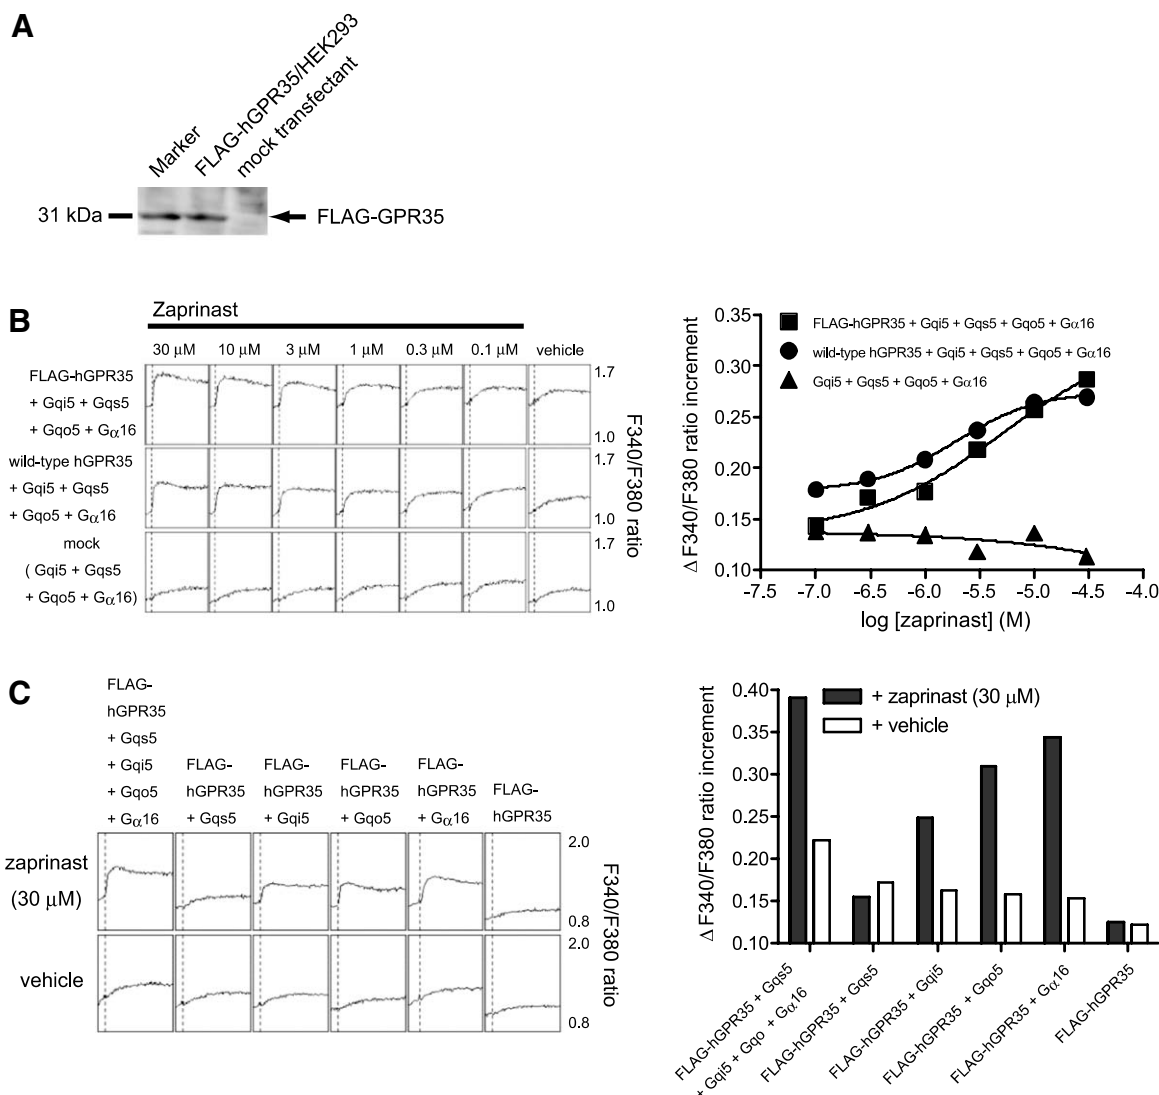 A
Marker
FLAG-hGPR35/HEK293
mock transfectant
31 kDa
FLAG-GPR35
B
Zaprinast
30 μM 10 μM 3 μM 1 μM 0.3 μM 0.1 μM vehicle
FLAG-hGPR35
+ Gqi5 + Gqs5
+ Gqo5 + Gα16
wild-type hGPR35
+ Gqi5 + Gqs5
+ Gqo5 + Gα16
mock
( Gqi5 + Gqs5
+ Gqo5 + Gα16)
1.7
1.0
1.7
1.0
1.7
1.0
F340/F380 ratio
Δ F340/F380 ratio increment
0.35
0.30
0.25
0.20
0.15
0.10
FLAG-hGPR35 + Gqi5 + Gqs5 + Gqo5 + Gα16
wild-type hGPR35 + Gqi5 + Gqs5 + Gqo5 + Gα16
Gqi5 + Gqs5 + Gqo5 + Gα16
-7.5 -7.0 -6.5 -6.0 -5.5 -5.0 -4.5 -4.0
log [zaprinast] (M)
C
FLAG-
hGPR35
+ Gqs5
+ Gqi5
+ Gqo5
+ Gα16
FLAG-
hGPR35
+ Gqs5
FLAG-
hGPR35
+ Gqi5
FLAG-
hGPR35
+ Gqo5
FLAG-
hGPR35
+ Gα16
FLAG-
hGPR35
zaprinast
(30 μM)
vehicle
2.0
0.8
2.0
0.8
F340/F380 ratio
Δ F340/F380 ratio increment
0.40
0.35
0.30
0.25
0.20
0.15
0.10
+ zaprinast (30 μM)
+ vehicle
FLAG-hGPR35 + Gqs5
+ Gqi5 + Gqo + Gα16
FLAG-hGPR35 + Gqs5
FLAG-hGPR35 + Gqi5
FLAG-hGPR35 + Gqo5
FLAG-hGPR35 + Gα16
FLAG-hGPR35